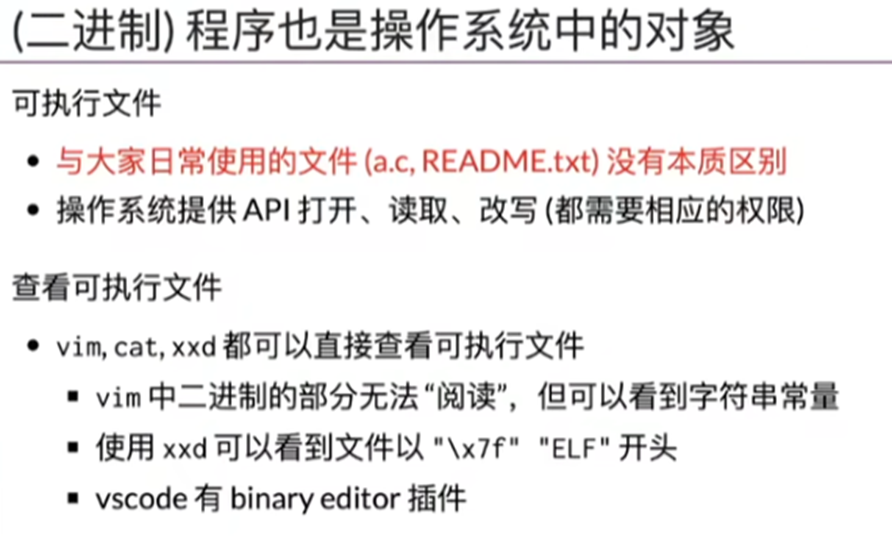 (二进制) 程序也是操作系统中的对象
可执行文件
• 与大家日常使用的文件 (a.c, README.txt) 没有本质区别
• 操作系统提供 API 打开、读取、改写 (都需要相应的权限)
查看可执行文件
• vim, cat, xxd 都可以直接查看可执行文件
▪ vim 中二进制的部分无法 “阅读”，但可以看到字符串常量
▪ 使用 xxd 可以看到文件以 "\x7f" "ELF" 开头
▪ vscode 有 binary editor 插件